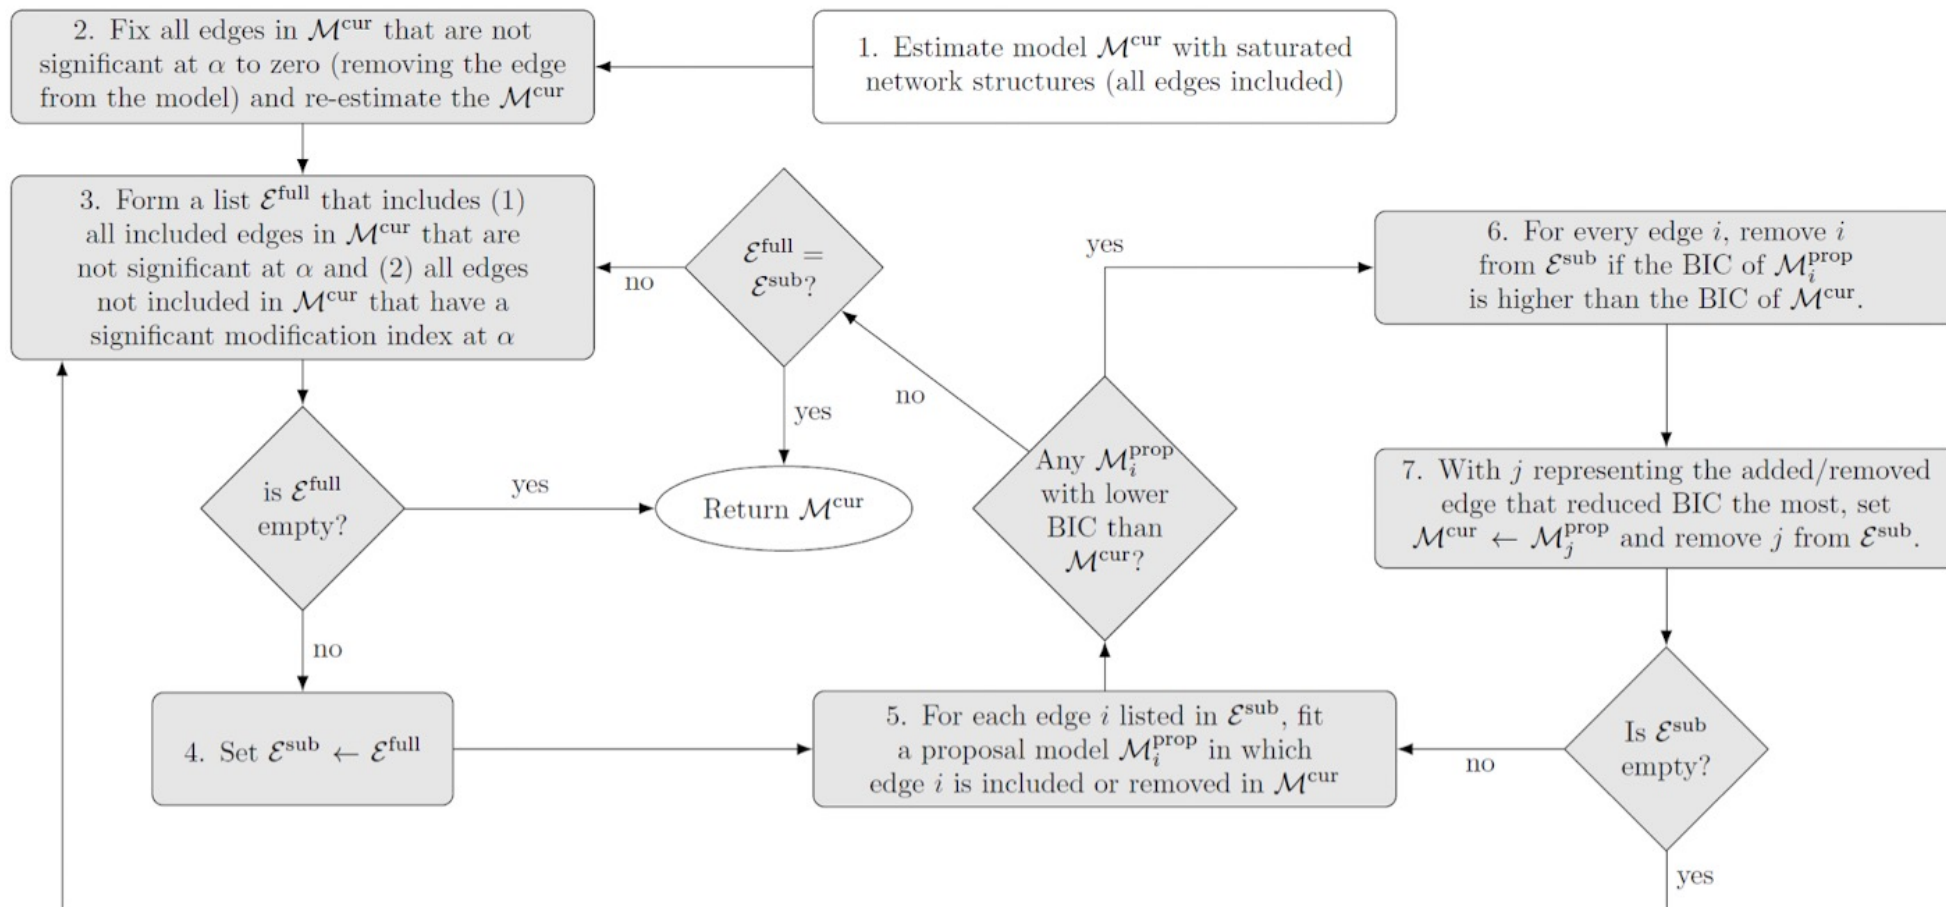 2. Fix all edges in ℳ^cur that are not
significant at α to zero (removing the edge
from the model) and re-estimate the ℳ^cur
1. Estimate model ℳ^cur with saturated
network structures (all edges included)
3. Form a list ℰ^full that includes (1)
all included edges in ℳ^cur that are
not significant at α and (2) all edges
not included in ℳ^cur that have a
significant modification index at α
no
ℰ^full =
ℰ^sub?
yes
is ℰ^full
empty?
yes
Return ℳ^cur
no
4. Set ℰ^sub ← ℰ^full
5. For each edge i listed in ℰ^sub, fit
a proposal model ℳ_i^prop in which
edge i is included or removed in ℳ^cur
Any ℳ_i^prop
with lower
BIC than
ℳ^cur?
no
yes
6. For every edge i, remove i
from ℰ^sub if the BIC of ℳ_i^prop
is higher than the BIC of ℳ^cur.
7. With j representing the added/removed
edge that reduced BIC the most, set
ℳ^cur ← ℳ_j^prop and remove j from ℰ^sub.
Is ℰ^sub
empty?
no
yes